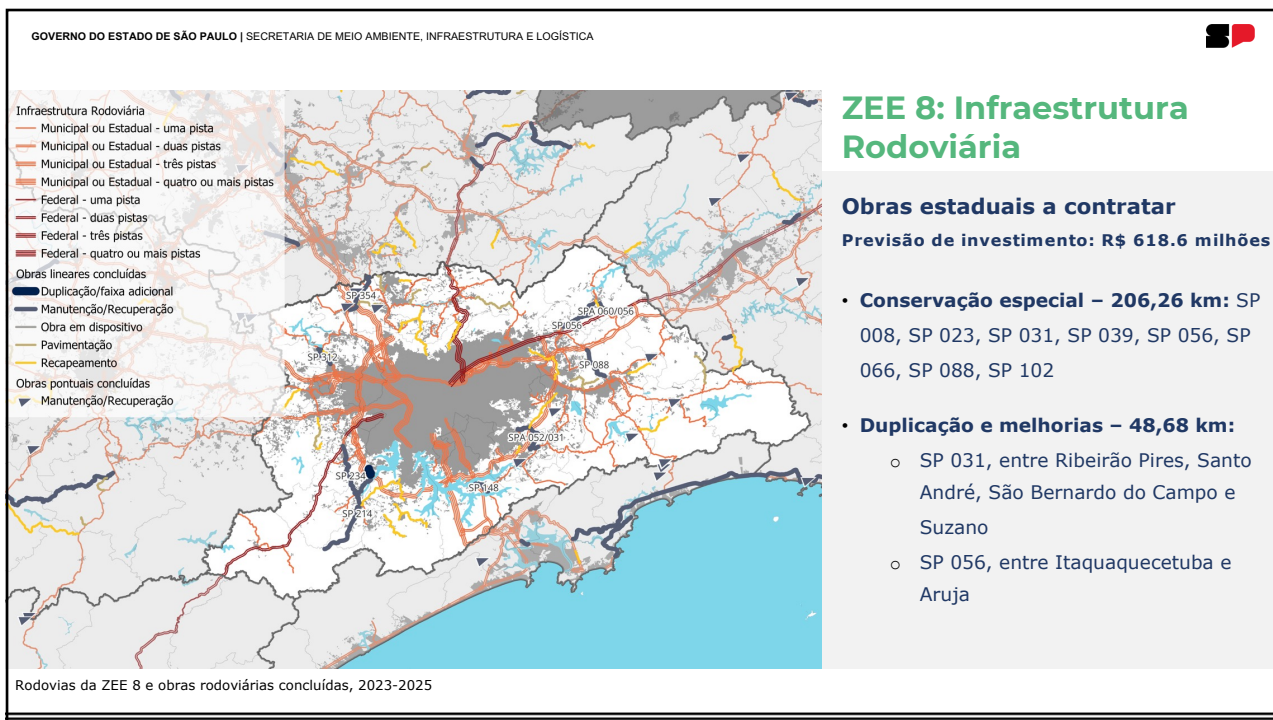 GOVERNO DO ESTADO DE SÃO PAULO | SECRETARIA DE MEIO AMBIENTE, INFRAESTRUTURA E LOGÍSTICA
SP
Infraestrutura Rodoviária
Municipal ou Estadual - uma pista
Municipal ou Estadual - duas pistas
Municipal ou Estadual - três pistas
Municipal ou Estadual - quatro ou mais pistas
Federal - uma pista
Federal - duas pistas
Federal - três pistas
Federal - quatro ou mais pistas
Obras lineares concluídas
Duplicação/faixa adicional
Manutenção/Recuperação
Obra em dispositivo
Pavimentação
Recapeamento
Obras pontuais concluídas
Manutenção/Recuperação
SP 354
SPA 060/056
SP 056
SP 312
SP 088
SPA 052/031
SP 234
SP 148
SP 214
ZEE 8: Infraestrutura
Rodoviária
Obras estaduais a contratar
Previsão de investimento: R$ 618.6 milhões
• Conservação especial – 206,26 km: SP
008, SP 023, SP 031, SP 039, SP 056, SP
066, SP 088, SP 102
• Duplicação e melhorias – 48,68 km:
o SP 031, entre Ribeirão Pires, Santo
André, São Bernardo do Campo e
Suzano
o SP 056, entre Itaquaquecetuba e
Aruja
Rodovias da ZEE 8 e obras rodoviárias concluídas, 2023-2025